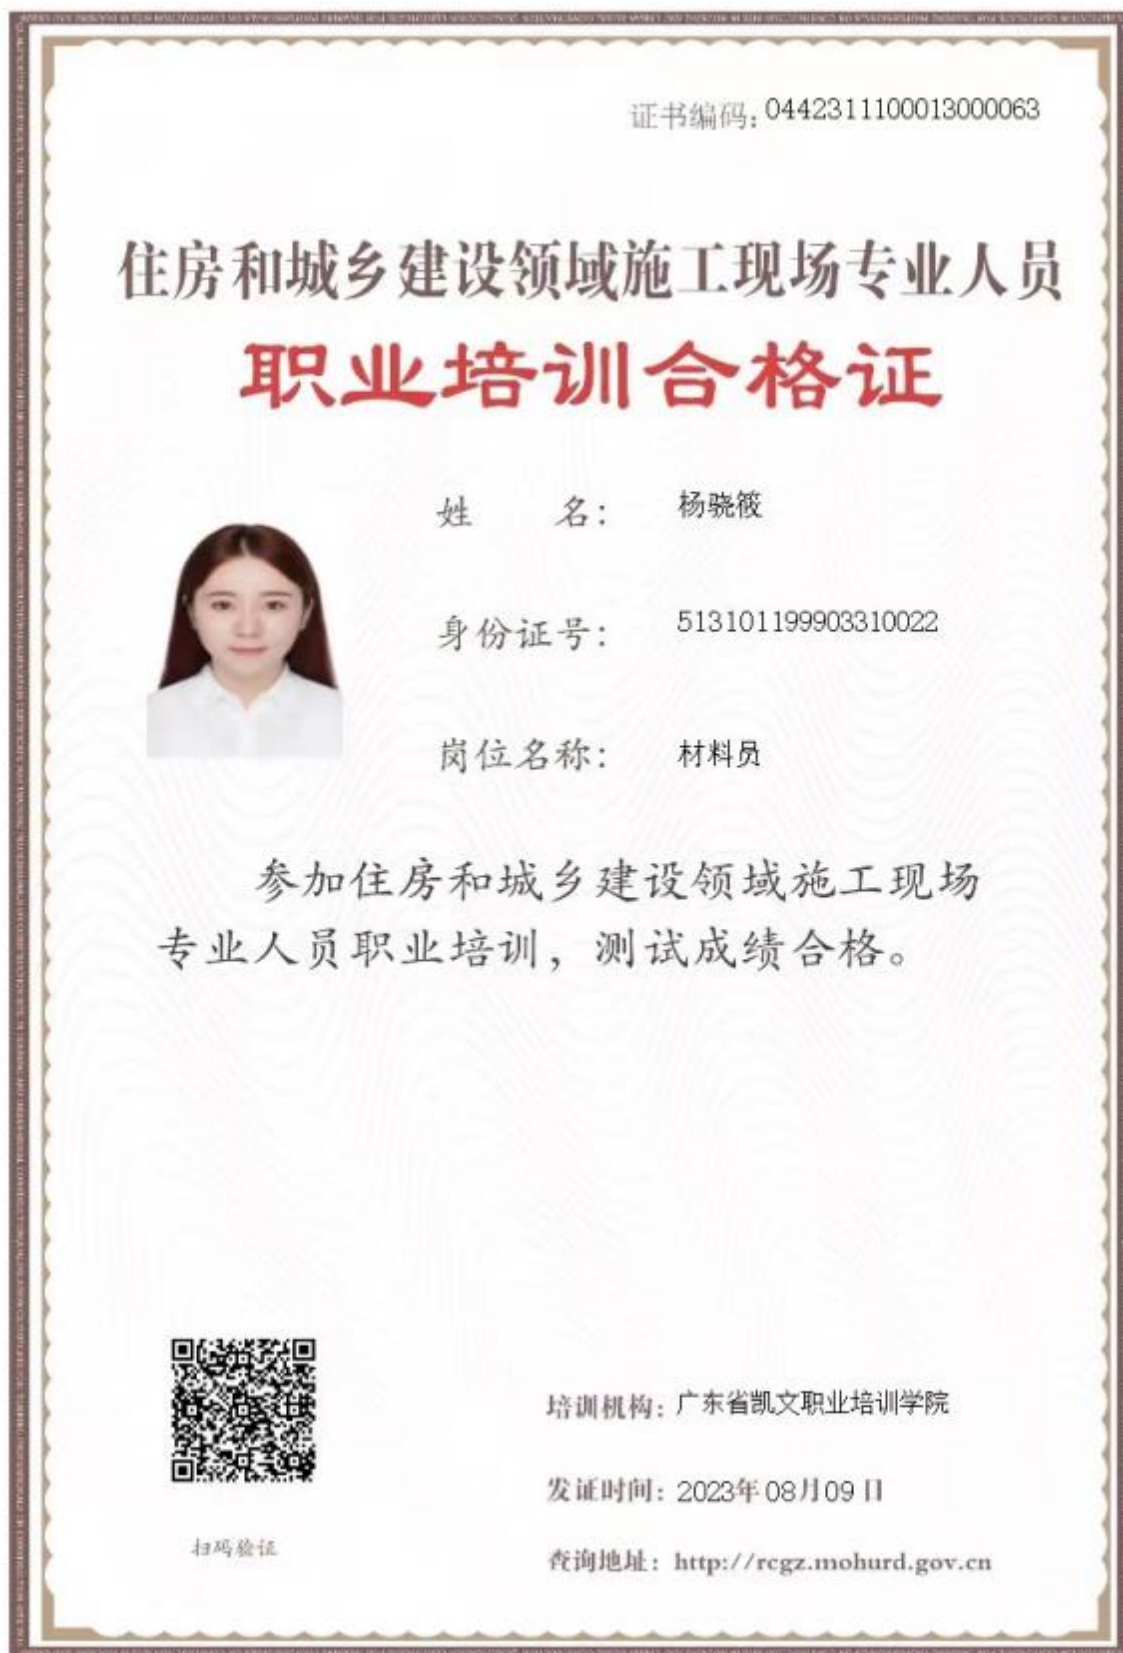 证书编码：0442311100013000063
住房和城乡建设领域施工现场专业人员
职业培训合格证
姓 名： 杨骁筱
身份证号： 513101199903310022
岗位名称： 材料员
参加住房和城乡建设领域施工现场
专业人员职业培训，测试成绩合格。
培训机构：广东省凯文职业培训学院
发证时间：2023年08月09日
扫码验证
查询地址：http://rcgz.mohurd.gov.cn